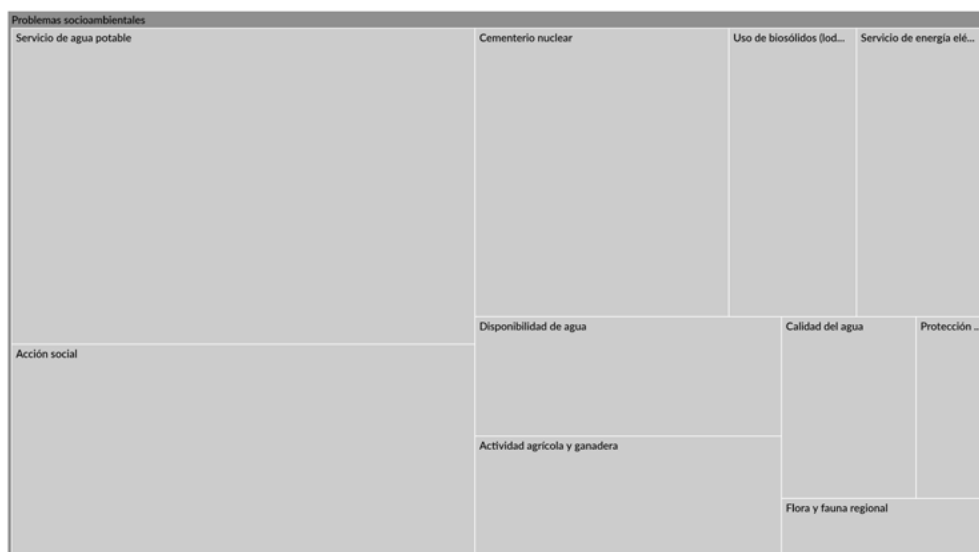 Problemas socioambientales
Servicio de agua potable
Cementerio nuclear
Uso de biosólidos (lod...
Servicio de energía elé...
Disponibilidad de agua
Calidad del agua
Protección ...
Acción social
Actividad agrícola y ganadera
Flora y fauna regional